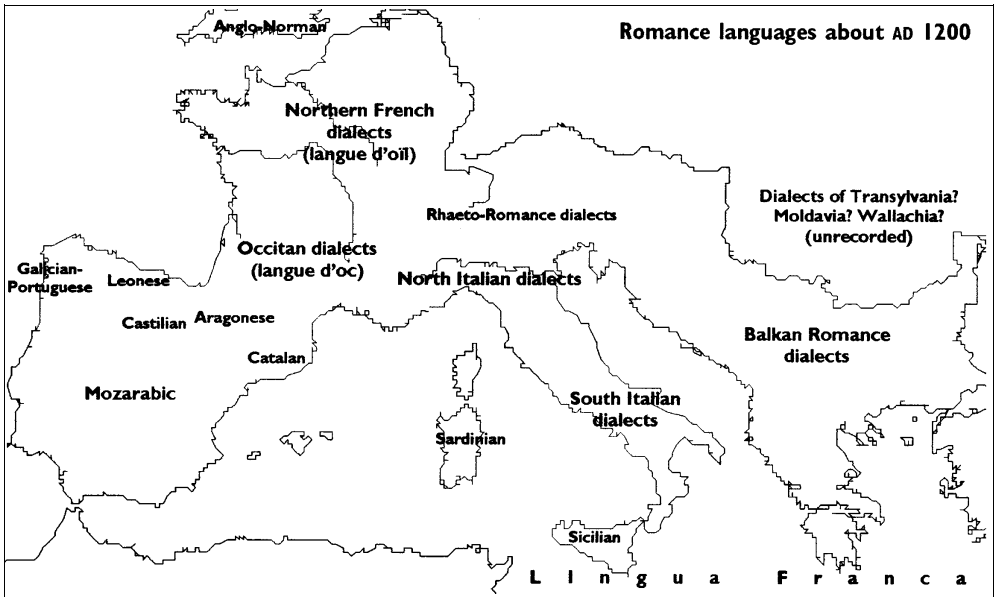 Romance languages about AD 1200
Anglo-Norman
Northern French
dialects
(langue d'oïl)
Dialects of Transylvania?
Moldavia? Wallachia?
(unrecorded)
Rhaeto-Romance dialects
Occitan dialects
(langue d'oc)
Galician-
Portuguese
Leonese
North Italian dialects
Castilian
Aragonese
Balkan Romance
dialects
Catalan
Mozarabic
South Italian
dialects
Sardinian
Sicilian
Lingua Franca